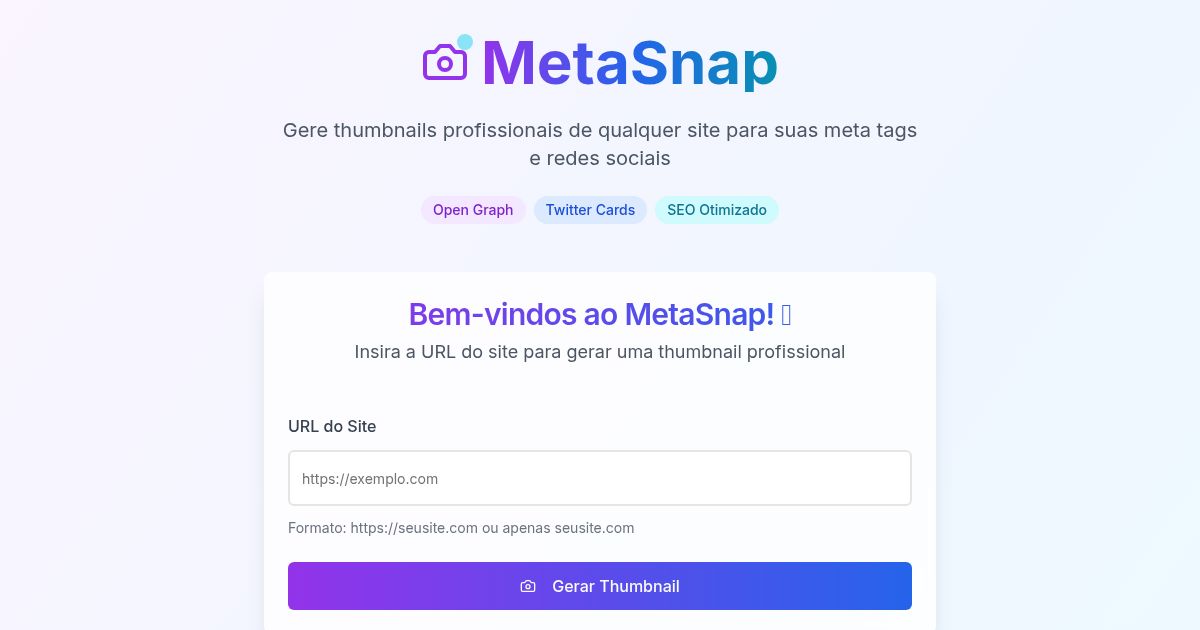 MetaSnap
Gere thumbnails profissionais de qualquer site para suas meta tags
e redes sociais
Open Graph
Twitter Cards
SEO Otimizado
Bem-vindos ao MetaSnap!
Insira a URL do site para gerar uma thumbnail profissional
URL do Site
https://exemplo.com
Formato: https://seusite.com ou apenas seusite.com
Gerar Thumbnail